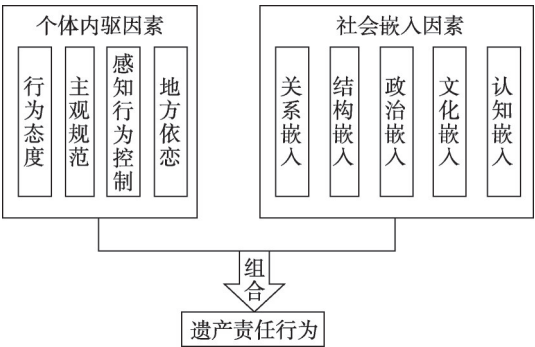 个体内驱因素
行为态度
主观规范
感知行为控制
地方依恋
社会嵌入因素
关系嵌入
结构嵌入
政治嵌入
文化嵌入
认知嵌入
组合
遗产责任行为